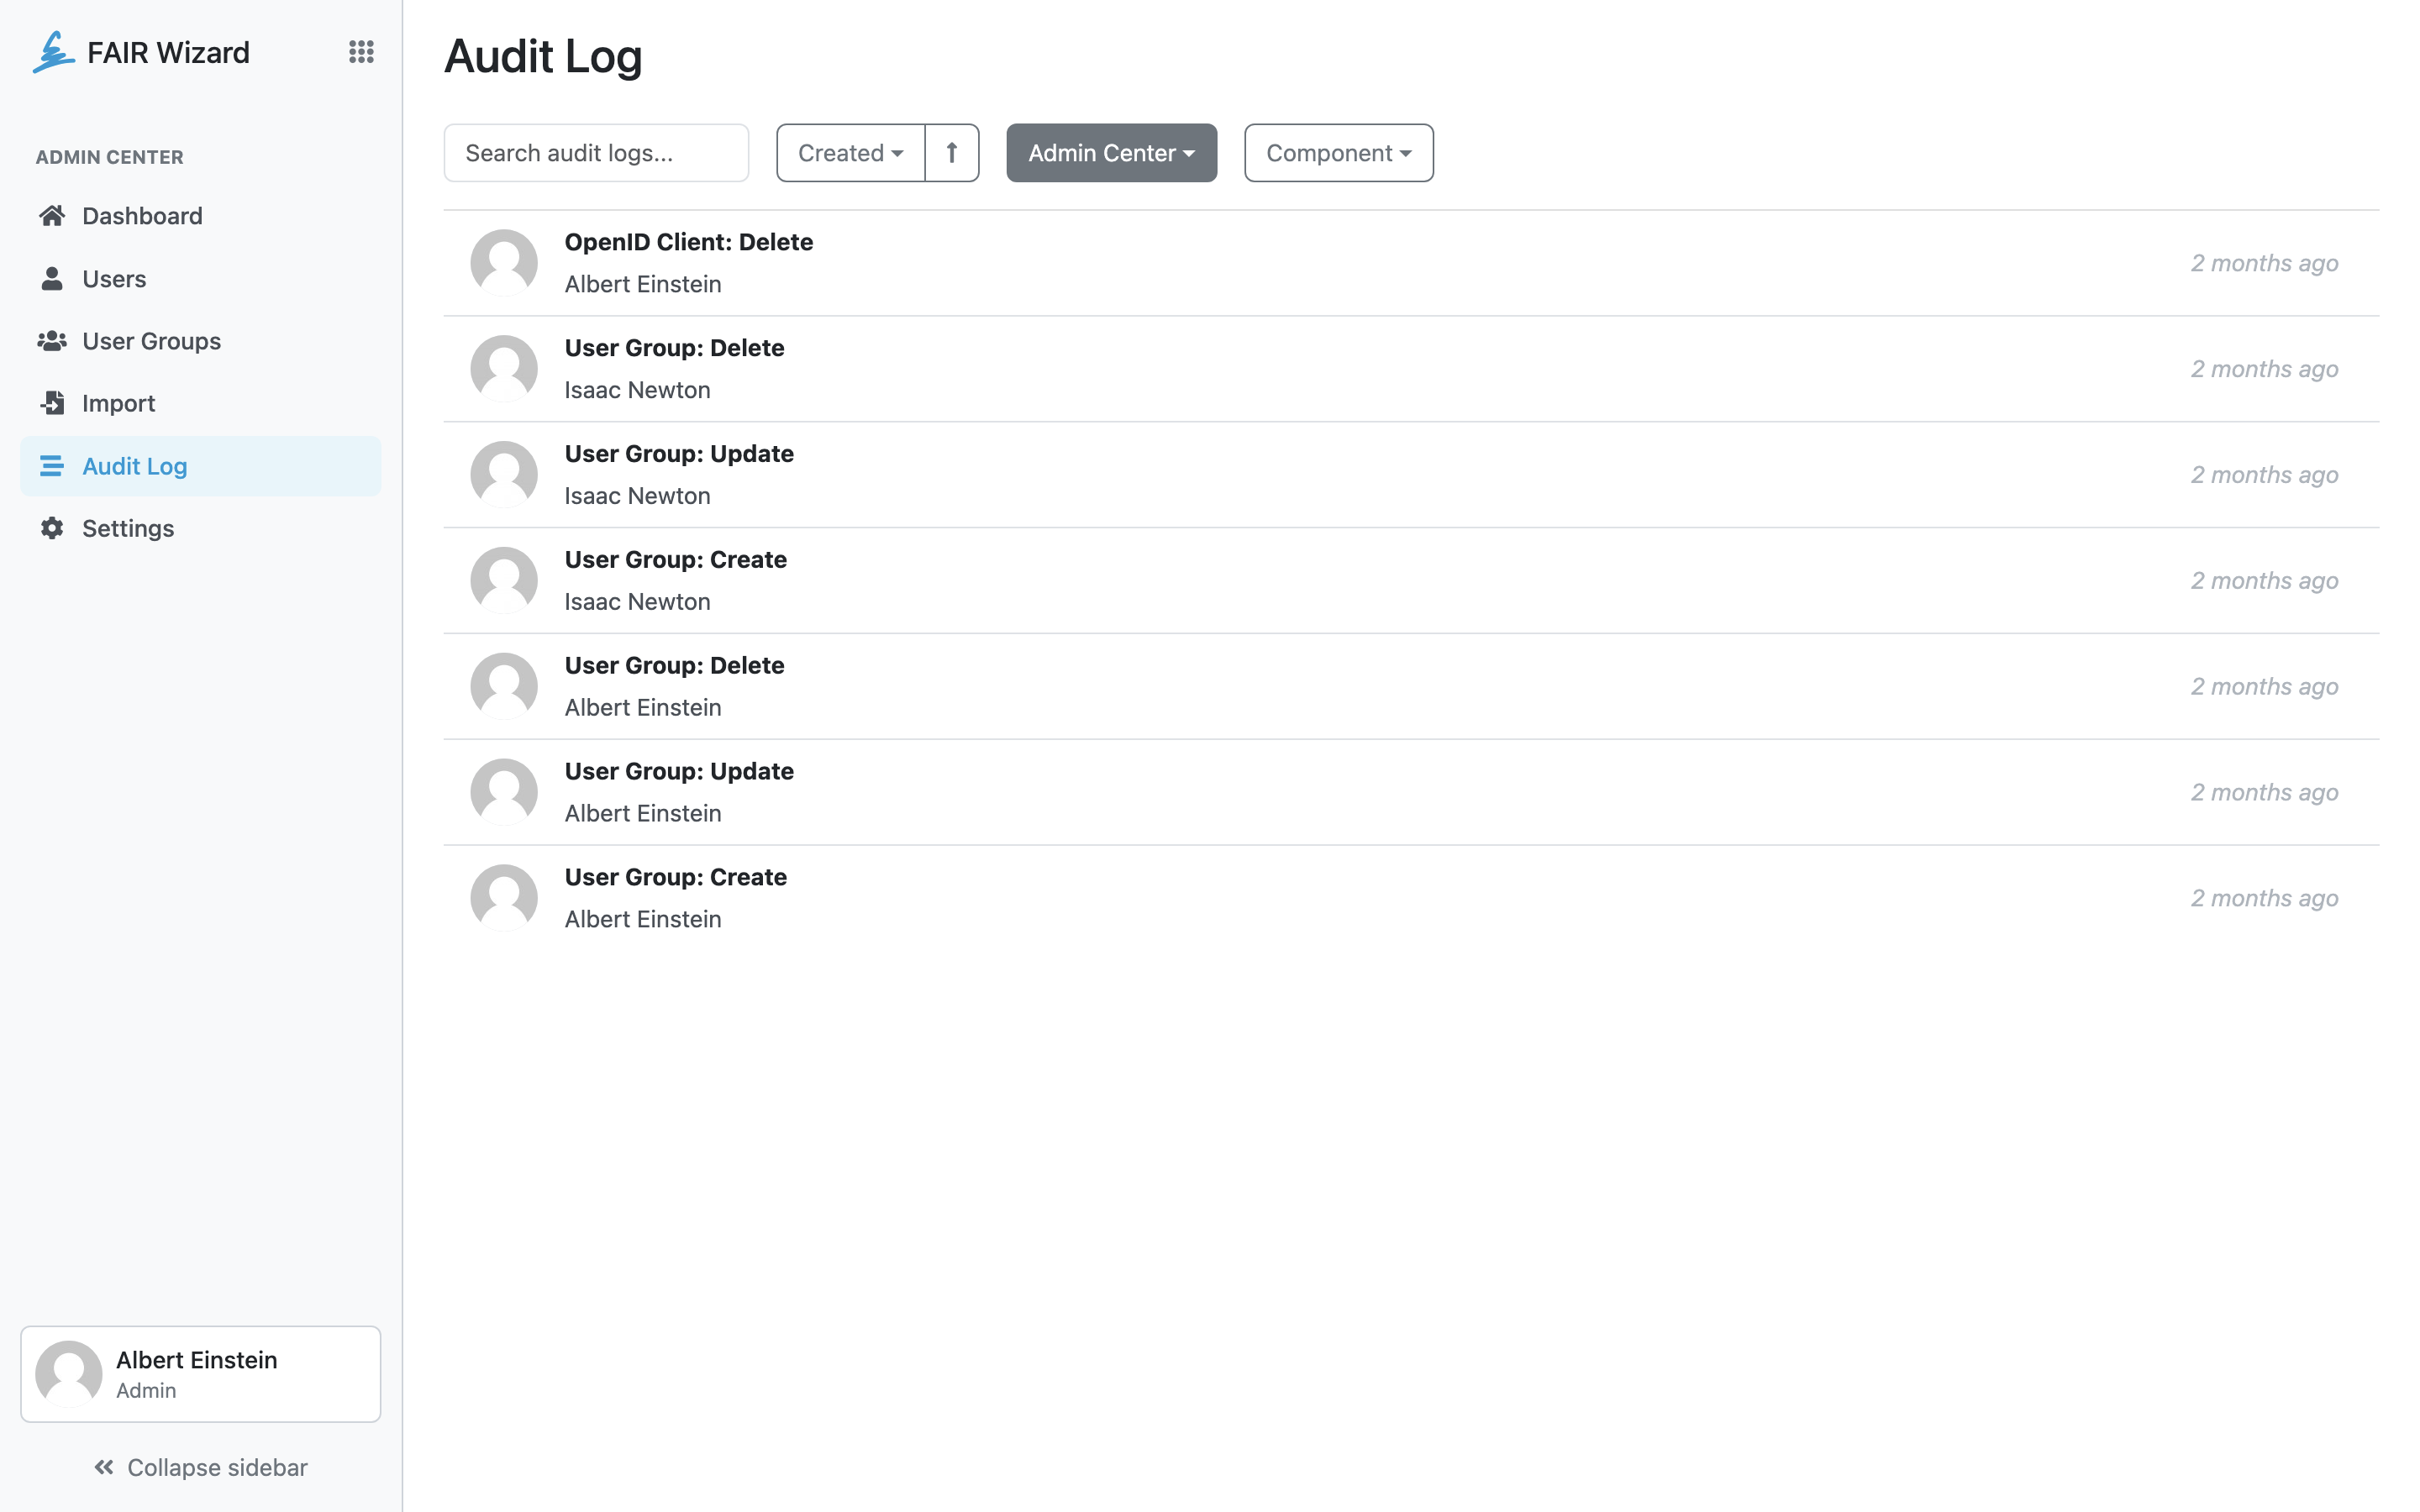 FAIR Wizard
ADMIN CENTER
Dashboard
Users
User Groups
Import
Audit Log
Settings
Albert Einstein
Admin
Collapse sidebar
Audit Log
Search audit logs...
Created
Admin Center
Component
OpenID Client: Delete
Albert Einstein
2 months ago
User Group: Delete
Isaac Newton
2 months ago
User Group: Update
Isaac Newton
2 months ago
User Group: Create
Isaac Newton
2 months ago
User Group: Delete
Albert Einstein
2 months ago
User Group: Update
Albert Einstein
2 months ago
User Group: Create
Albert Einstein
2 months ago